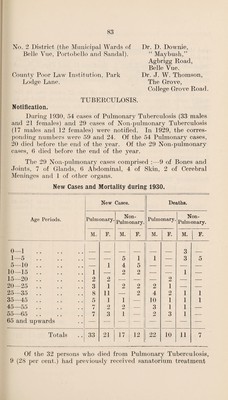 83
No. 2 District (the Municipal Wards of Belle Vue, Portobello and Sandal).
Dr. D. Downie,
" Maybush,"
Agbrigg Road,
Belle Vue.
County Poor Law Institution, Park Lodge Lane.
Dr. J. W. Thomson,
The Grove,
College Grove Road.
TUBERCULOSIS.
Notification.
During 1930, 54 cases of Pulmonary Tuberculosis (33 males
and 21 females) and 29 cases of Non-pulmonary Tuberculosis
(17 males and 12 females) were notified. In 1929, the corres-
ponding numbers were 59 and 24. Of the 54 Pulmonary cases,
20 died before the end of the year. Of the 29 Non-pulmonary
cases, 6 died before the end of the year.
The 29 Non-pulmonary cases comprised :—9 of Bones and
Joints, 7 of Glands, 6 Abdominal, 4 of Skin, 2 of Cerebral
Meninges and 1 of other organs.
New Cases and Mortality during 1930.
Age Periods. New Cases. Deaths.
Pulmonary. Non-Pulmonary. Pulmonary. Non-Pulmonary.
M. F. M. F. M. F. M. F.
0—1 — — — — — — 3 —
1—5 — — 5 1 1 — 3 5
5—10 — 1 4 5 — — — —
10—15 1 — 2 2 — — 1 —
15—20 2 2 — — — 2 — —
20—25 3 1 2 2 2 1 — —
25—35 8 11 — 2 4 2 1 1
35—45 5 1 1 — 10 1 1 1
45—55 7 2 2 — 3 1 1 —
55—65 7 3 1 — 2 3 1 —
65 and upwards — — — — — — — —
Totals 33 21 17 12 22 10 11 7
Of the 32 persons who died from Pulmonary Tuberculosis,
9 (28 per cent.) had previously received sanatorium treatment